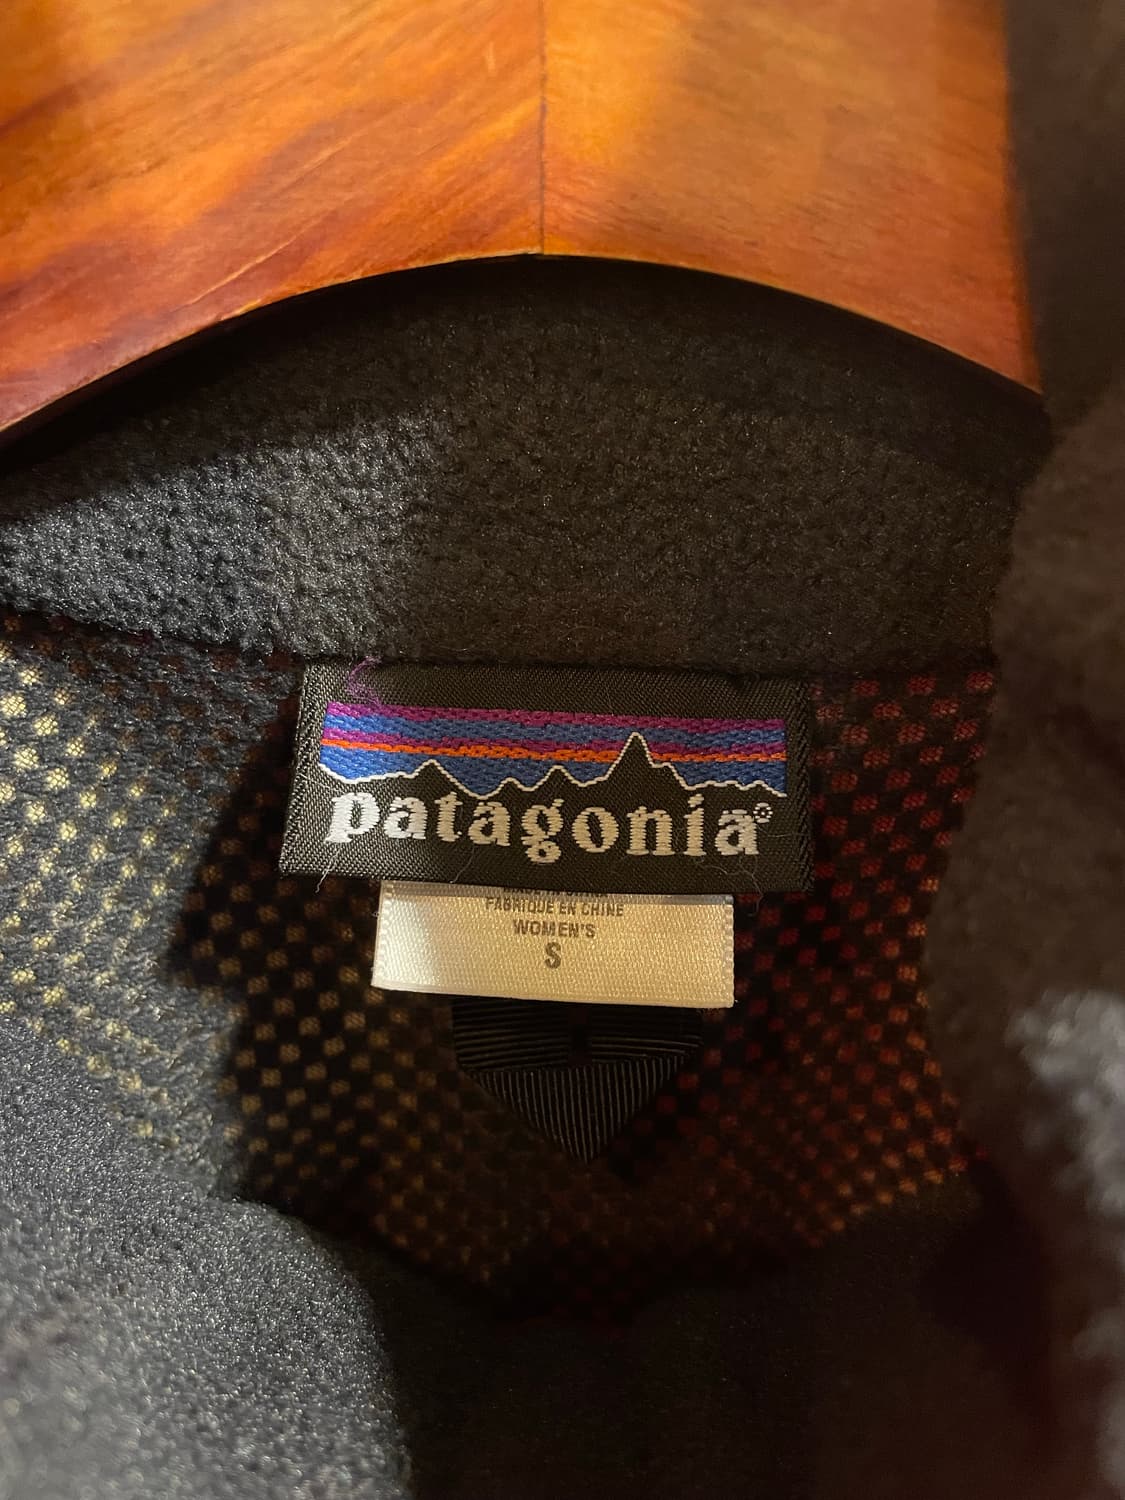 patagonia®
FABRIQUE EN CHINE
WOMEN'S
S